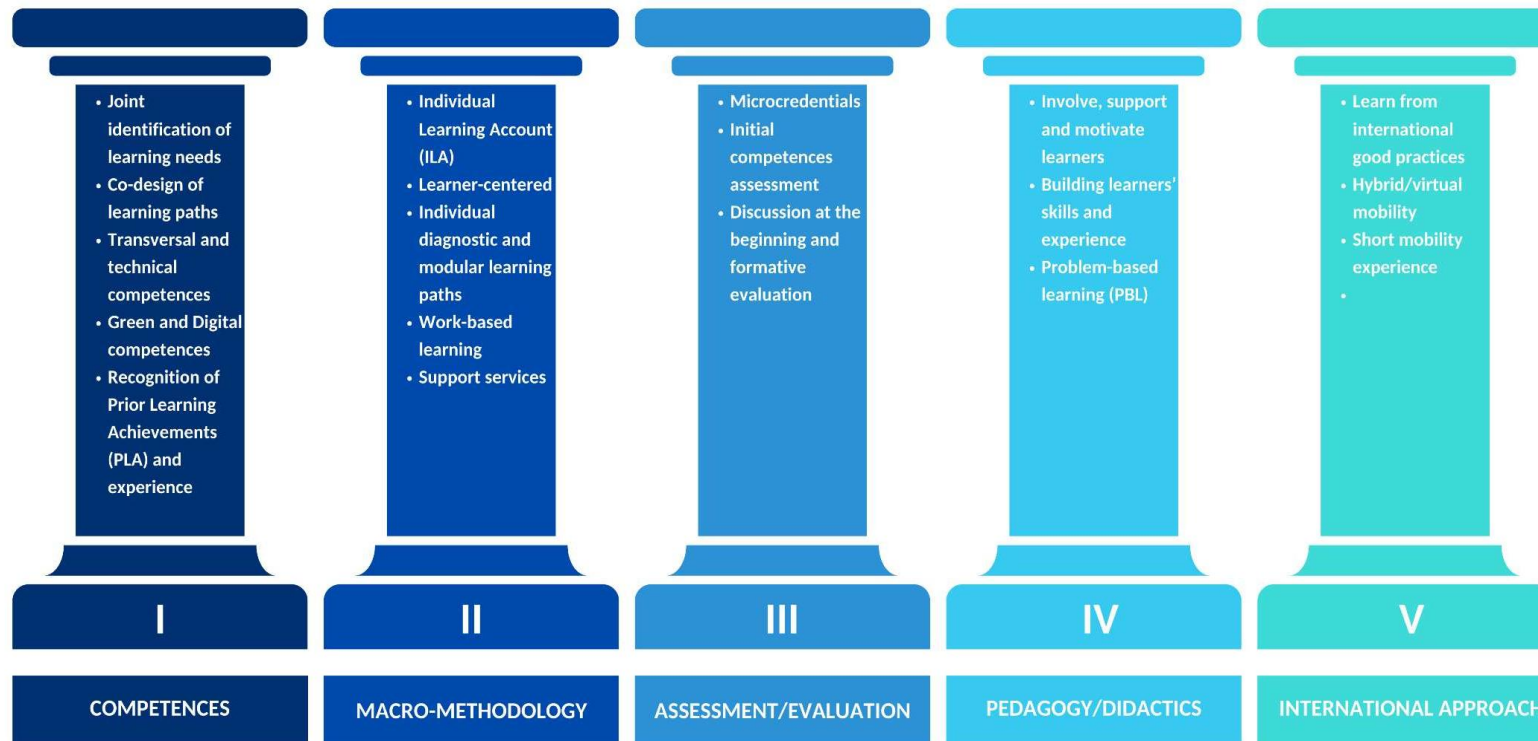 • Joint
identification of
learning needs
• Co-design of
learning paths
• Transversal and
technical
competences
• Green and Digital
competences
• Recognition of
Prior Learning
Achievements
(PLA) and
experience
I
COMPETENCES
• Individual
Learning Account
(ILA)
• Learner-centered
• Individual
diagnostic and
modular learning
paths
• Work-based
learning
• Support services
II
MACRO-METHODOLOGY
• Microcredentials
• Initial
competences
assessment
• Discussion at the
beginning and
formative
evaluation
III
ASSESSMENT/EVALUATION
• Involve, support
and motivate
learners
• Building learners'
skills and
experience
• Problem-based
learning (PBL)
IV
PEDAGOGY/DIDACTICS
• Learn from
international
good practices
• Hybrid/virtual
mobility
• Short mobility
experience
•
V
INTERNATIONAL APPROACH